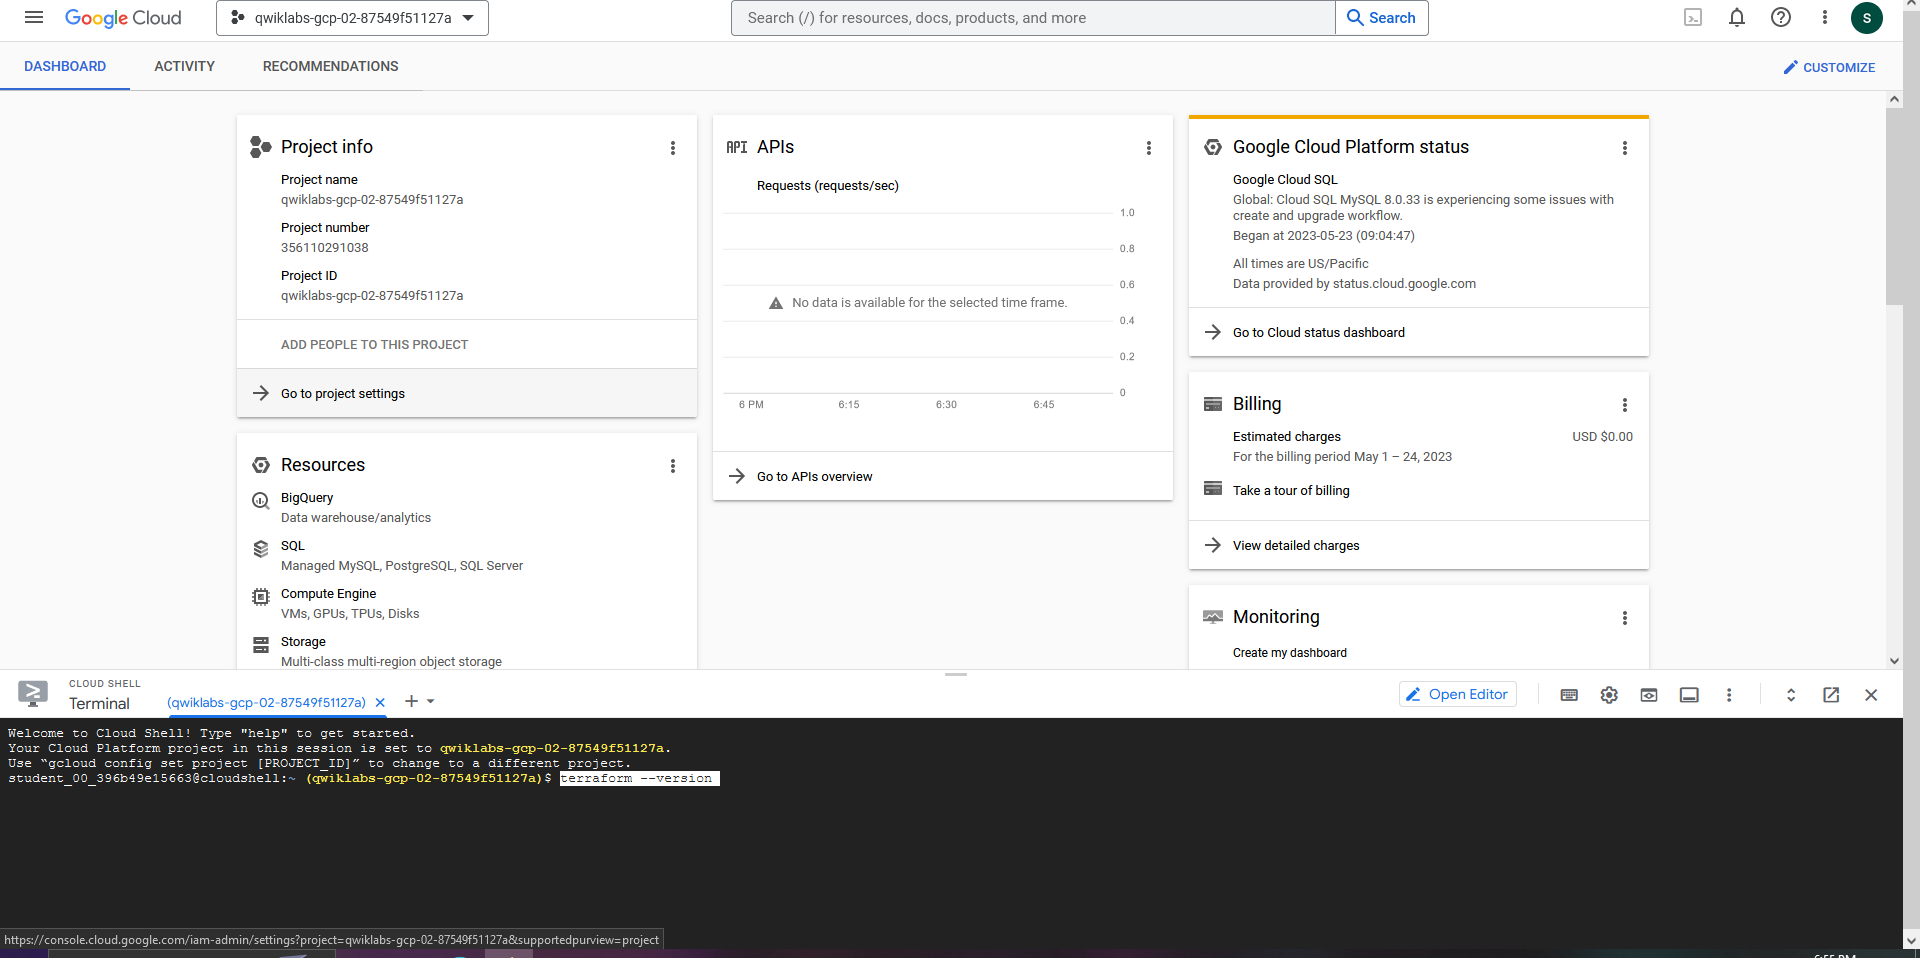 Google Cloud
qwiklabs-gcp-02-87549f51127a
Search (/) for resources, docs, products, and more
Search
S
DASHBOARD
ACTIVITY
RECOMMENDATIONS
CUSTOMIZE
Project info
Project name
qwiklabs-gcp-02-87549f51127a
Project number
356110291038
Project ID
qwiklabs-gcp-02-87549f51127a
ADD PEOPLE TO THIS PROJECT
Go to project settings
Resources
BigQuery
Data warehouse/analytics
SQL
Managed MySQL, PostgreSQL, SQL Server
Compute Engine
VMs, GPUs, TPUs, Disks
Storage
Multi-class multi-region object storage
API APIs
Requests (requests/sec)
1.0
0.8
0.6
No data is available for the selected time frame.
0.4
0.2
0
6 PM 6:15 6:30 6:45
Go to APIs overview
Google Cloud Platform status
Google Cloud SQL
Global: Cloud SQL MySQL 8.0.33 is experiencing some issues with
create and upgrade workflow.
Began at 2023-05-23 (09:04:47)
All times are US/Pacific
Data provided by status.cloud.google.com
Go to Cloud status dashboard
Billing
Estimated charges USD $0.00
For the billing period May 1 – 24, 2023
Take a tour of billing
View detailed charges
Monitoring
Create my dashboard
CLOUD SHELL
Terminal
(qwiklabs-gcp-02-87549f51127a)
Open Editor
Welcome to Cloud Shell! Type "help" to get started.
Your Cloud Platform project in this session is set to qwiklabs-gcp-02-87549f51127a.
Use “gcloud config set project [PROJECT_ID]” to change to a different project.
student_00_396b49e15663@cloudshell:~ (qwiklabs-gcp-02-87549f51127a)$ terraform --version
https://console.cloud.google.com/iam-admin/settings?project=qwiklabs-gcp-02-87549f51127a&supportedpurview=project